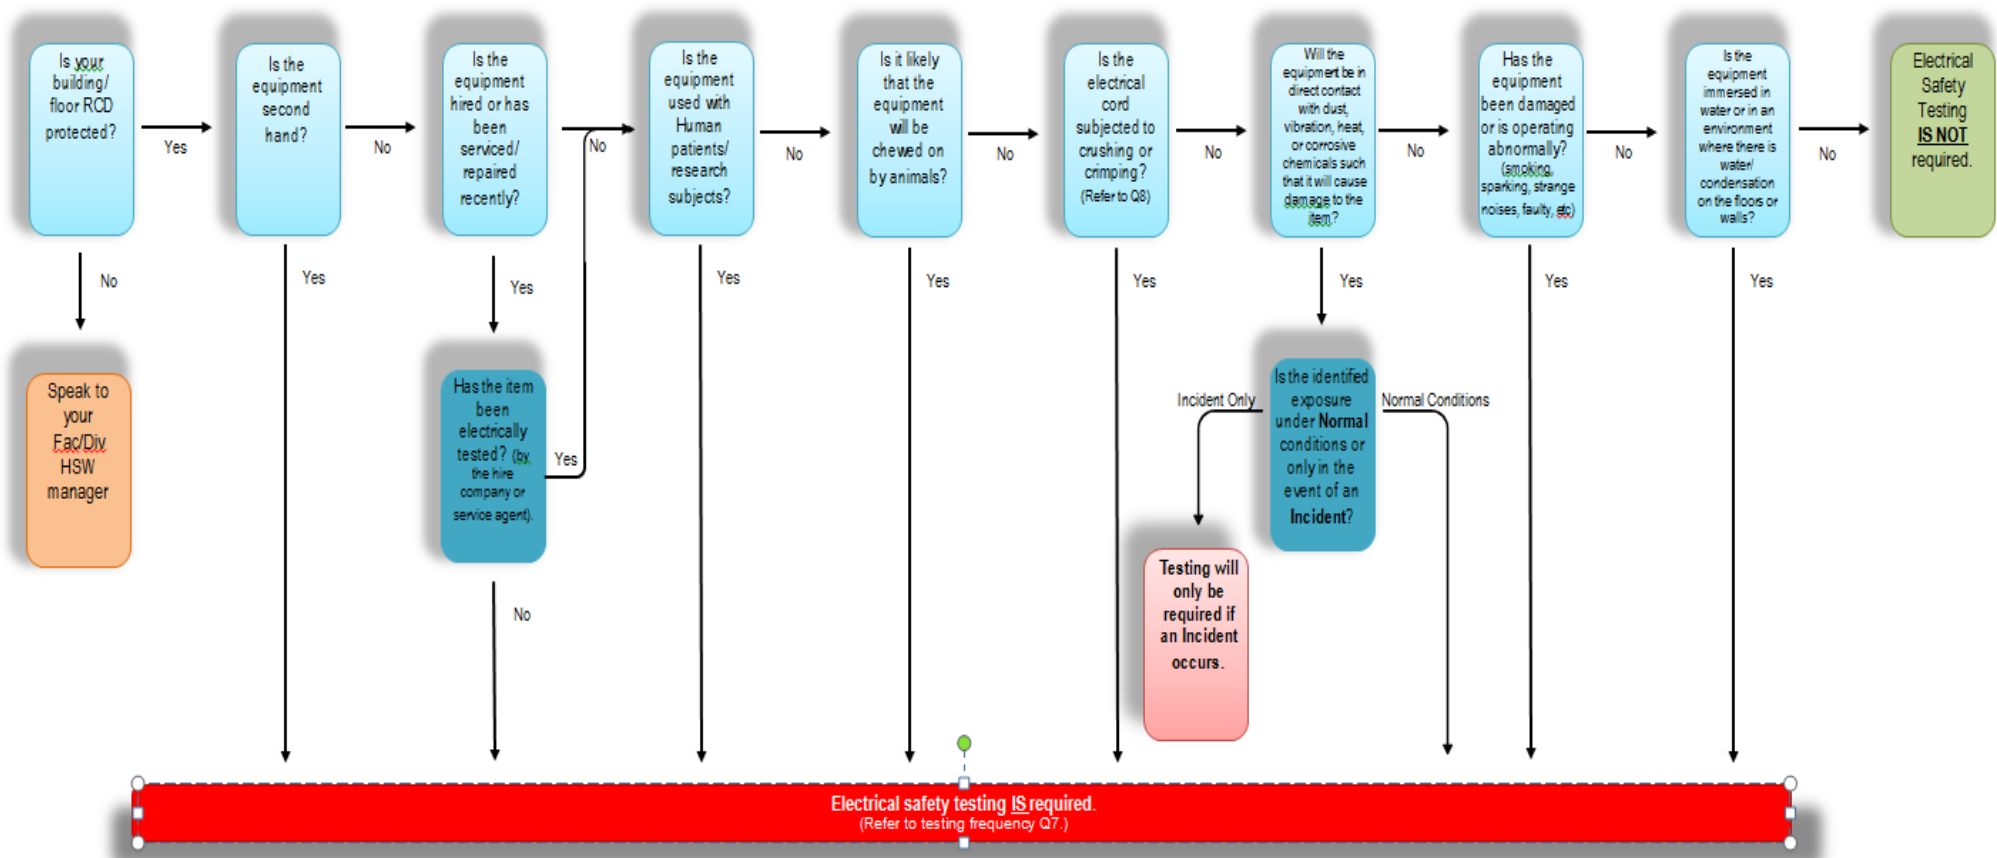 Is your
building/
floor RCD
protected?
Yes
No
Speak to
your
Fac/Div
HSW
manager
Is the
equipment
second
hand?
No
Yes
Is the
equipment
hired or has
been
serviced/
repaired
recently?
No
Yes
Has the item
been
electrically
tested? (by
the hire
company or
service agent).
Yes
No
Is the
equipment
used with
Human
patients/
research
subjects?
No
Yes
Is it likely
that the
equipment
will be
chewed on
by animals?
No
Yes
Is the
electrical
cord
subjected to
crushing or
crimping?
(Refer to Q8)
No
Yes
Will the
equipment be in
direct contact
with dust,
vibration, heat,
or corrosive
chemicals such
that it will cause
damage to the
item?
No
Yes
Is the identified
exposure
under Normal
conditions or
only in the
event of an
Incident?
Incident Only
Normal Conditions
Testing will
only be
required if
an Incident
occurs.
Has the
equipment
been damaged
or is operating
abnormally?
(smoking,
sparking, strange
noises, faulty, etc)
No
Yes
Is the
equipment
immersed in
water or in an
environment
where there is
water/
condensation
on the floors or
walls?
No
Yes
Electrical
Safety
Testing
IS NOT
required.
Electrical safety testing IS required.
(Refer to testing frequency Q7.)